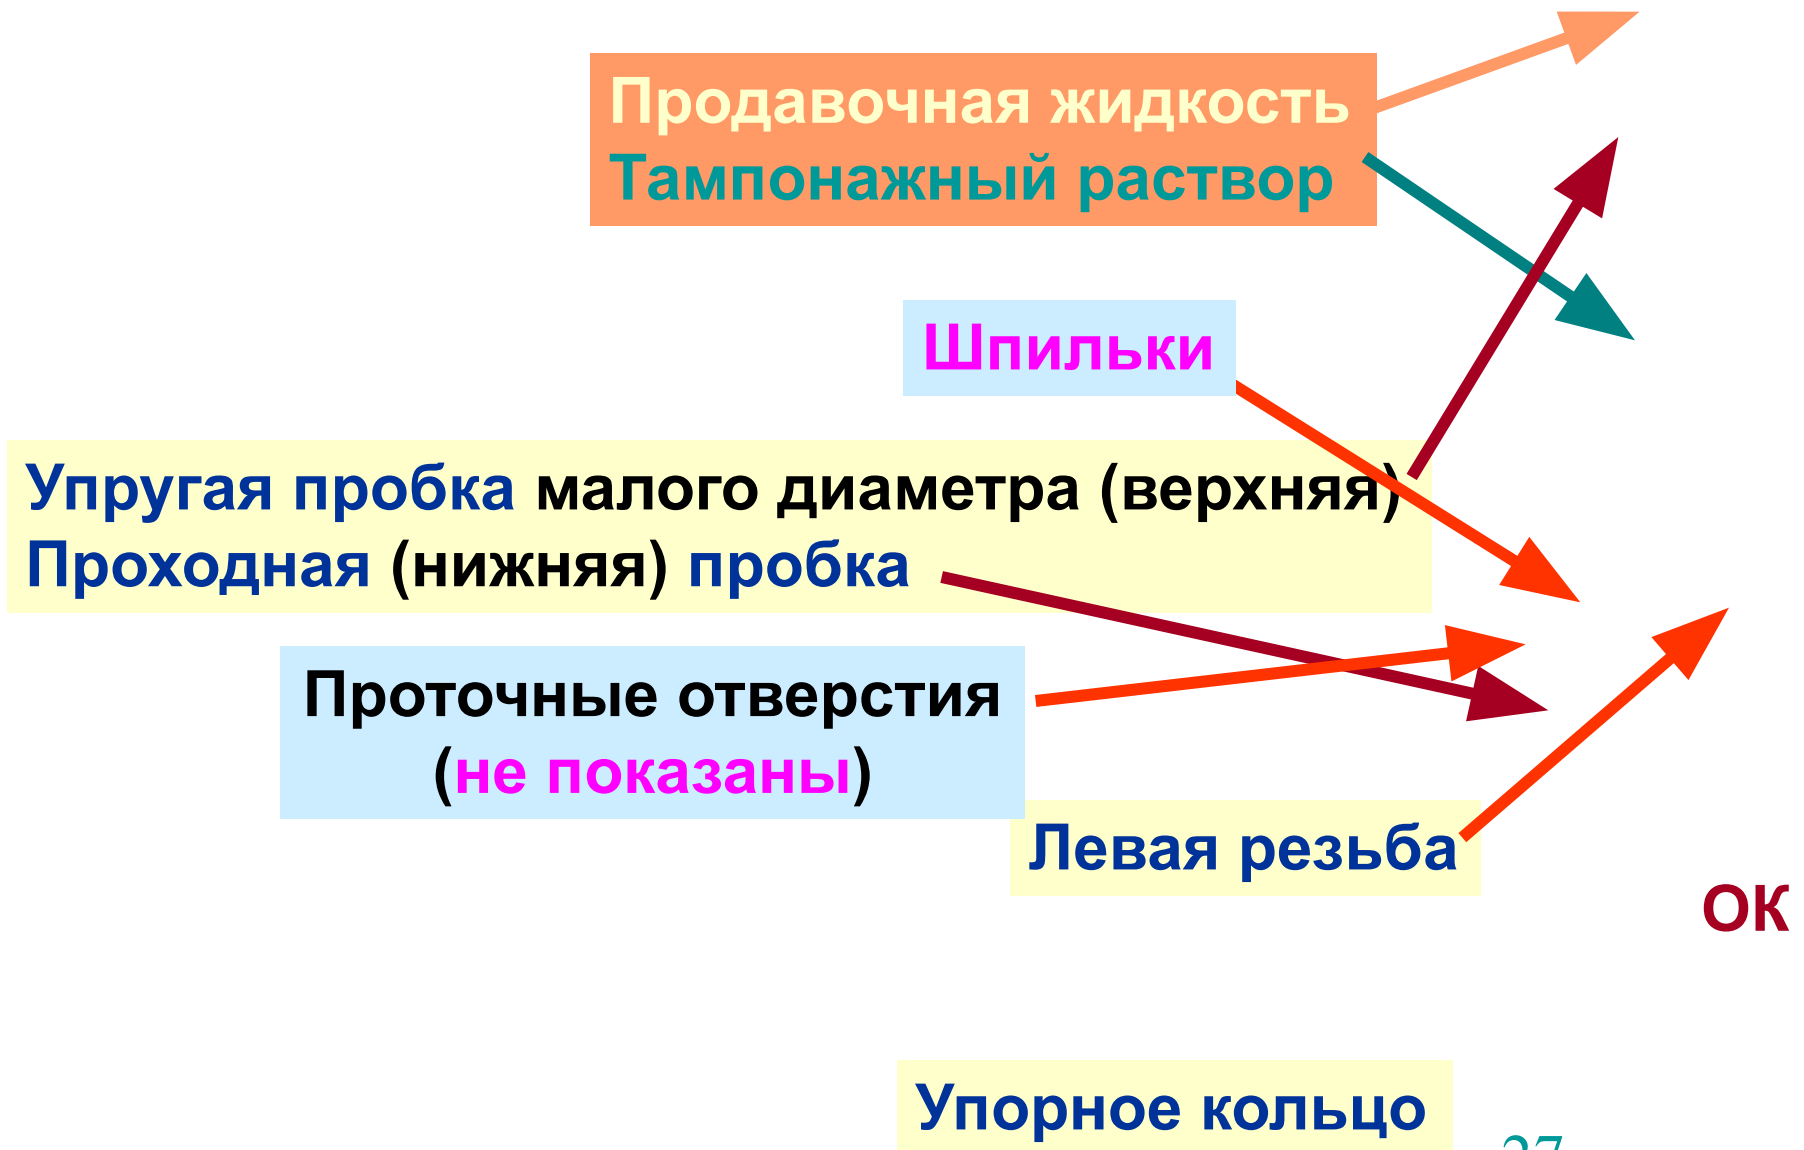 Продавочная жидкость
Тампонажный раствор
Шпильки
Упругая пробка малого диаметра (верхняя)
Проходная (нижняя) пробка
Проточные отверстия
(не показаны)
Левая резьба
ОК
Упорное кольцо